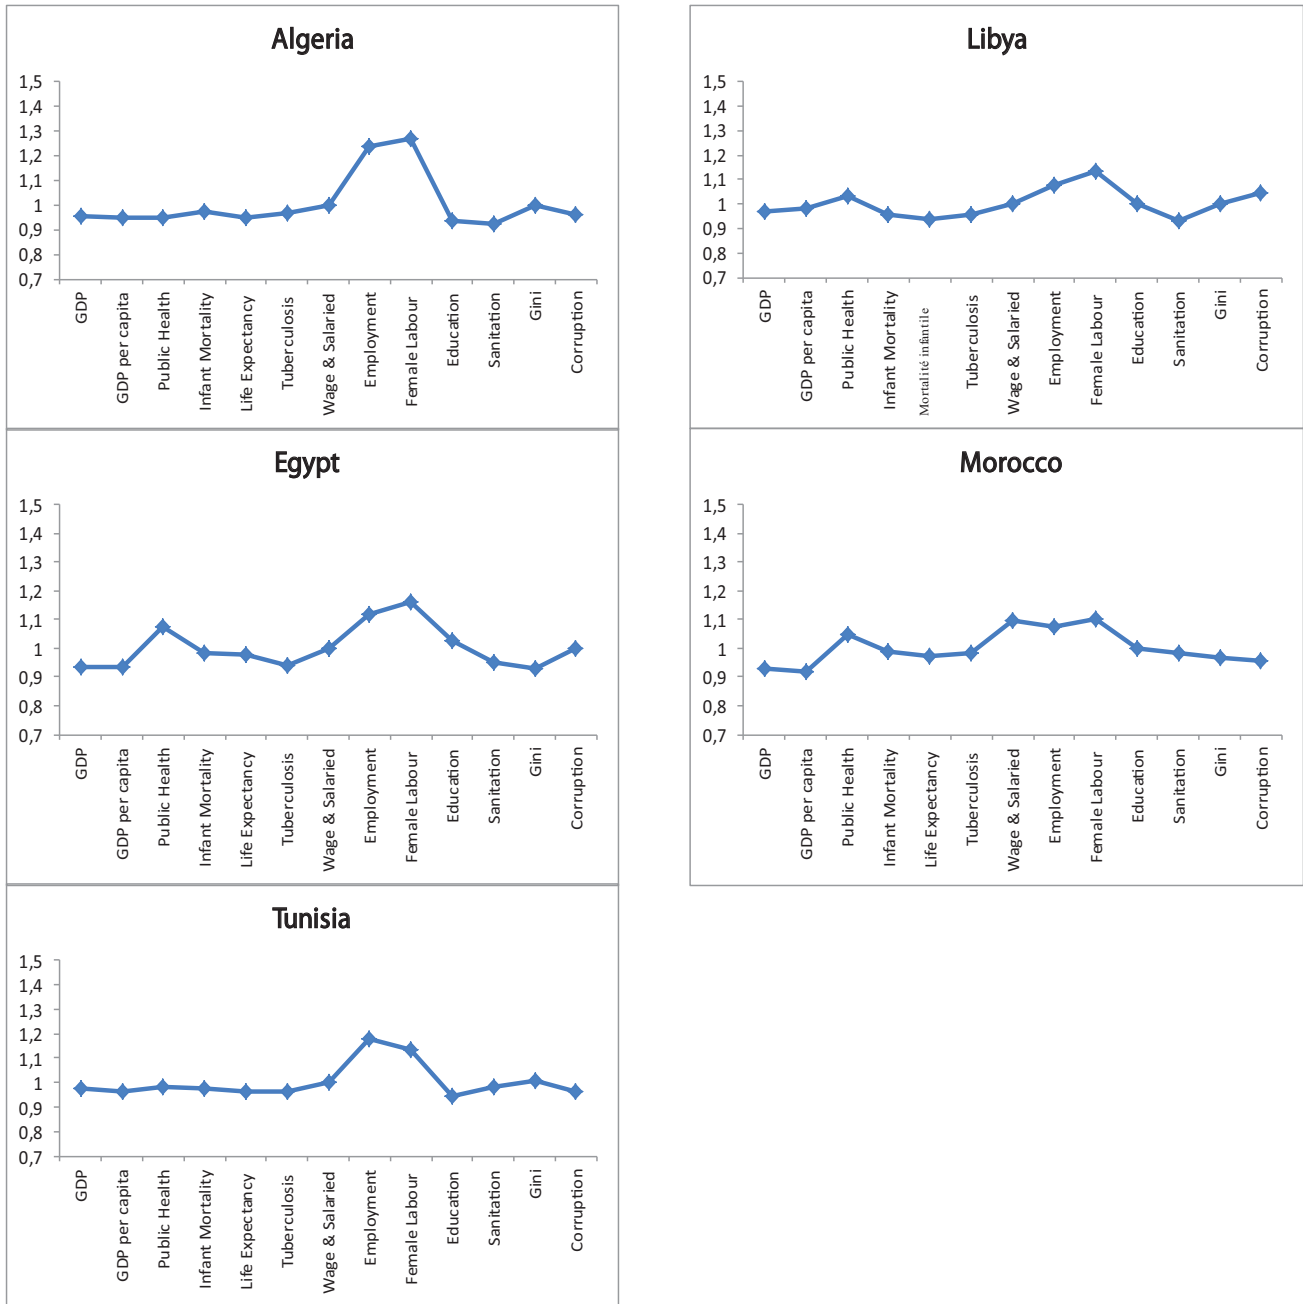 Algeria
1,5
1,4
1,3
1,2
1,1
1
0,9
0,8
0,7
GDP
GDP per capita
Public Health
Infant Mortality
Life Expectancy
Tuberculosis
Wage & Salaried
Employment
Female Labour
Education
Sanitation
Gini
Corruption
Libya
1,5
1,4
1,3
1,2
1,1
1
0,9
0,8
0,7
GDP
GDP per capita
Public Health
Infant Mortality
Mortalité infantile
Tuberculosis
Wage & Salaried
Employment
Female Labour
Education
Sanitation
Gini
Corruption
Egypt
1,5
1,4
1,3
1,2
1,1
1
0,9
0,8
0,7
GDP
GDP per capita
Public Health
Infant Mortality
Life Expectancy
Tuberculosis
Wage & Salaried
Employment
Female Labour
Education
Sanitation
Gini
Corruption
Morocco
1,5
1,4
1,3
1,2
1,1
1
0,9
0,8
0,7
GDP
GDP per capita
Public Health
Infant Mortality
Life Expectancy
Tuberculosis
Wage & Salaried
Employment
Female Labour
Education
Sanitation
Gini
Corruption
Tunisia
1,5
1,4
1,3
1,2
1,1
1
0,9
0,8
0,7
GDP
GDP per capita
Public Health
Infant Mortality
Life Expectancy
Tuberculosis
Wage & Salaried
Employment
Female Labour
Education
Sanitation
Gini
Corruption